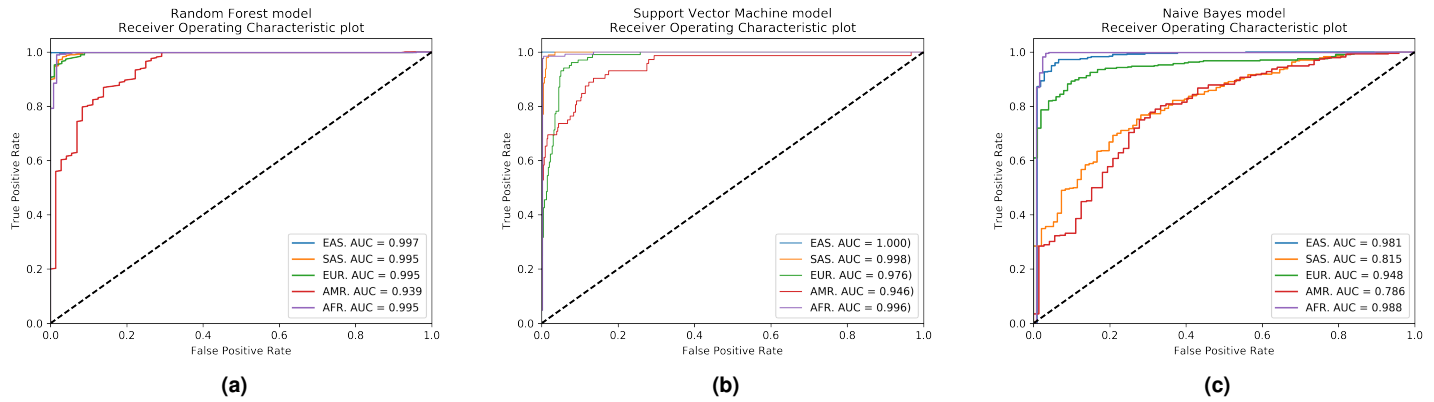 Random Forest model
Receiver Operating Characteristic plot
1.0
0.8
0.6
0.4
0.2
0.0
True Positive Rate
0.0 0.2 0.4 0.6 0.8 1.0
False Positive Rate
EAS. AUC = 0.997
SAS. AUC = 0.995
EUR. AUC = 0.995
AMR. AUC = 0.939
AFR. AUC = 0.995
(a)
Support Vector Machine model
Receiver Operating Characteristic plot
1.0
0.8
0.6
0.4
0.2
0.0
True Positive Rate
0.0 0.2 0.4 0.6 0.8 1.0
False Positive Rate
EAS. AUC = 1.000)
SAS. AUC = 0.998)
EUR. AUC = 0.976)
AMR. AUC = 0.946)
AFR. AUC = 0.996)
(b)
Naive Bayes model
Receiver Operating Characteristic plot
1.0
0.8
0.6
0.4
0.2
0.0
True Positive Rate
0.0 0.2 0.4 0.6 0.8 1.0
False Positive Rate
EAS. AUC = 0.981
SAS. AUC = 0.815
EUR. AUC = 0.948
AMR. AUC = 0.786
AFR. AUC = 0.988
(c)